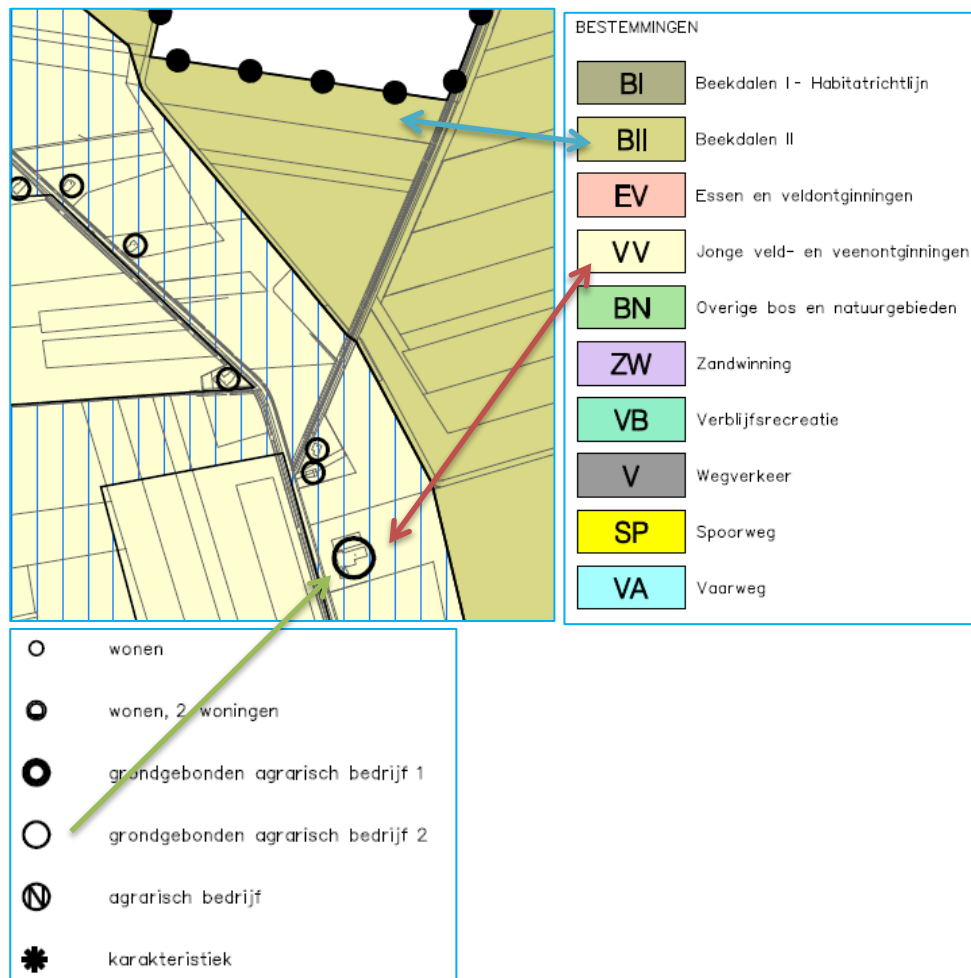 BESTEMMINGEN
BI Beekdalen I - Habitatrichtlijn
BII Beekdalen II
EV Essen en veldontginningen
VV Jonge veld- en veenontginningen
BN Overige bos en natuurgebieden
ZW Zandwinning
VB Verblijfsrecreatie
V Wegverkeer
SP Spoorweg
VA Vaarweg
wonen
wonen, 2 woningen
grondgebonden agrarisch bedrijf 1
grondgebonden agrarisch bedrijf 2
N agrarisch bedrijf
karakteristiek